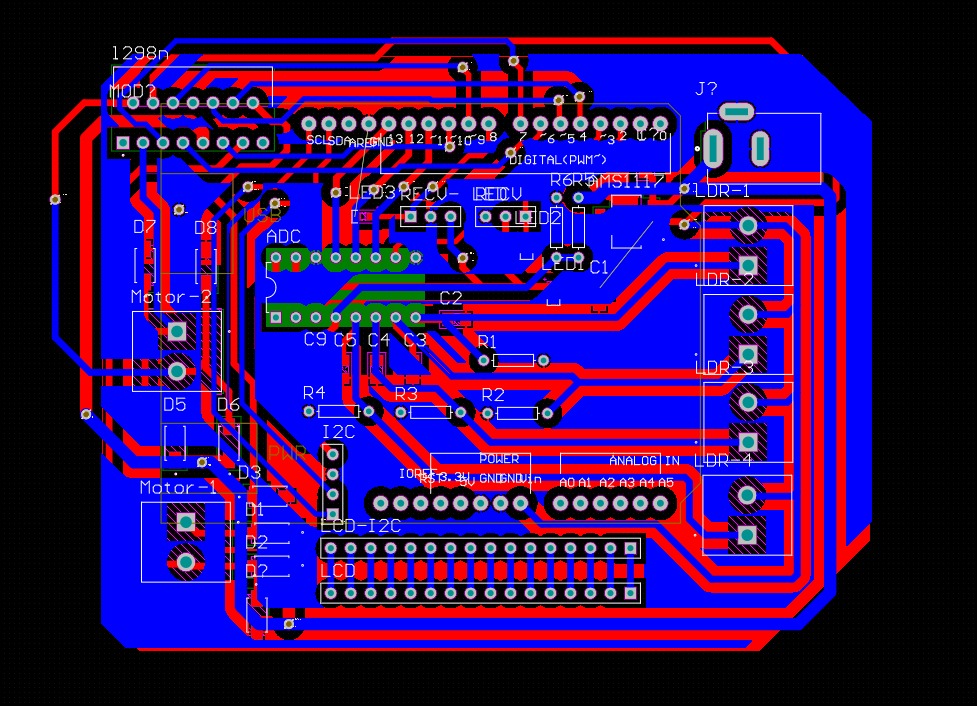 l298n
MOD?
J?
SCL SDA AREF GND 13 12 ~11 ~10 ~9 8
7 ~6 ~5 4 ~3 2 1 0
DIGITAL(PWM~)
R6
AMS1117
LED3
RECV-
LDR-1
USB
LED2
D7
D8
ADC
LED1
C1
LDR-2
Motor-2
C2
C9 C5 C4 C3
R1
LDR-3
R4
R3
R2
D5
D6
I2C
PWR
POWER
ANALOG IN
LDR-4
D3
IOREF
RST 3.3V 5V GND GND Vin
A0 A1 A2 A3 A4 A5
Motor-1
D1
LCD-I2C
D2
D?
LCD